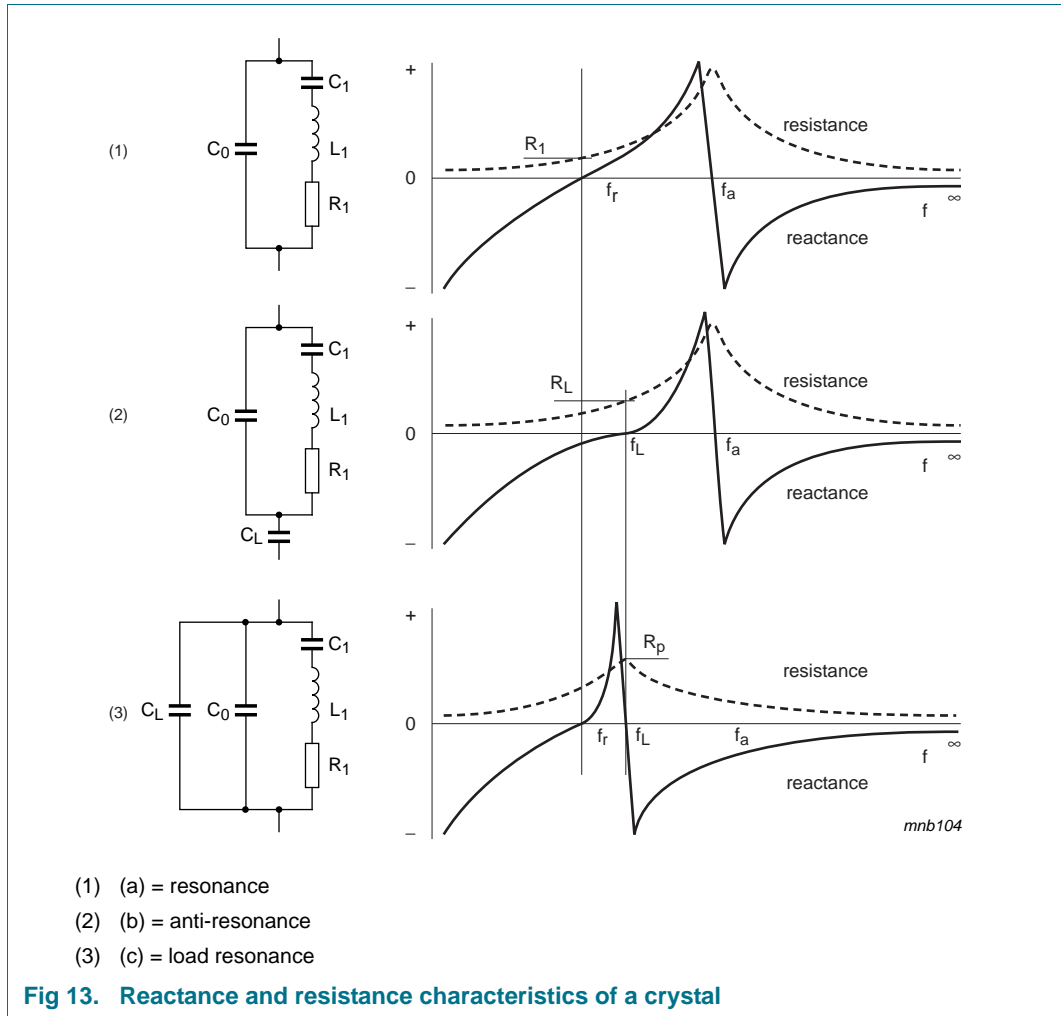 (1)
C0
C1
L1
R1
+
0
−
R1
fr
fa
resistance
reactance
f
∞
(2)
C0
C1
L1
R1
CL
+
0
−
RL
fL
fa
resistance
reactance
f
∞
(3)
CL
C0
C1
L1
R1
+
0
−
Rp
fr
fL
fa
resistance
reactance
f
∞
mnb104
(1) (a) = resonance
(2) (b) = anti-resonance
(3) (c) = load resonance
Fig 13. Reactance and resistance characteristics of a crystal